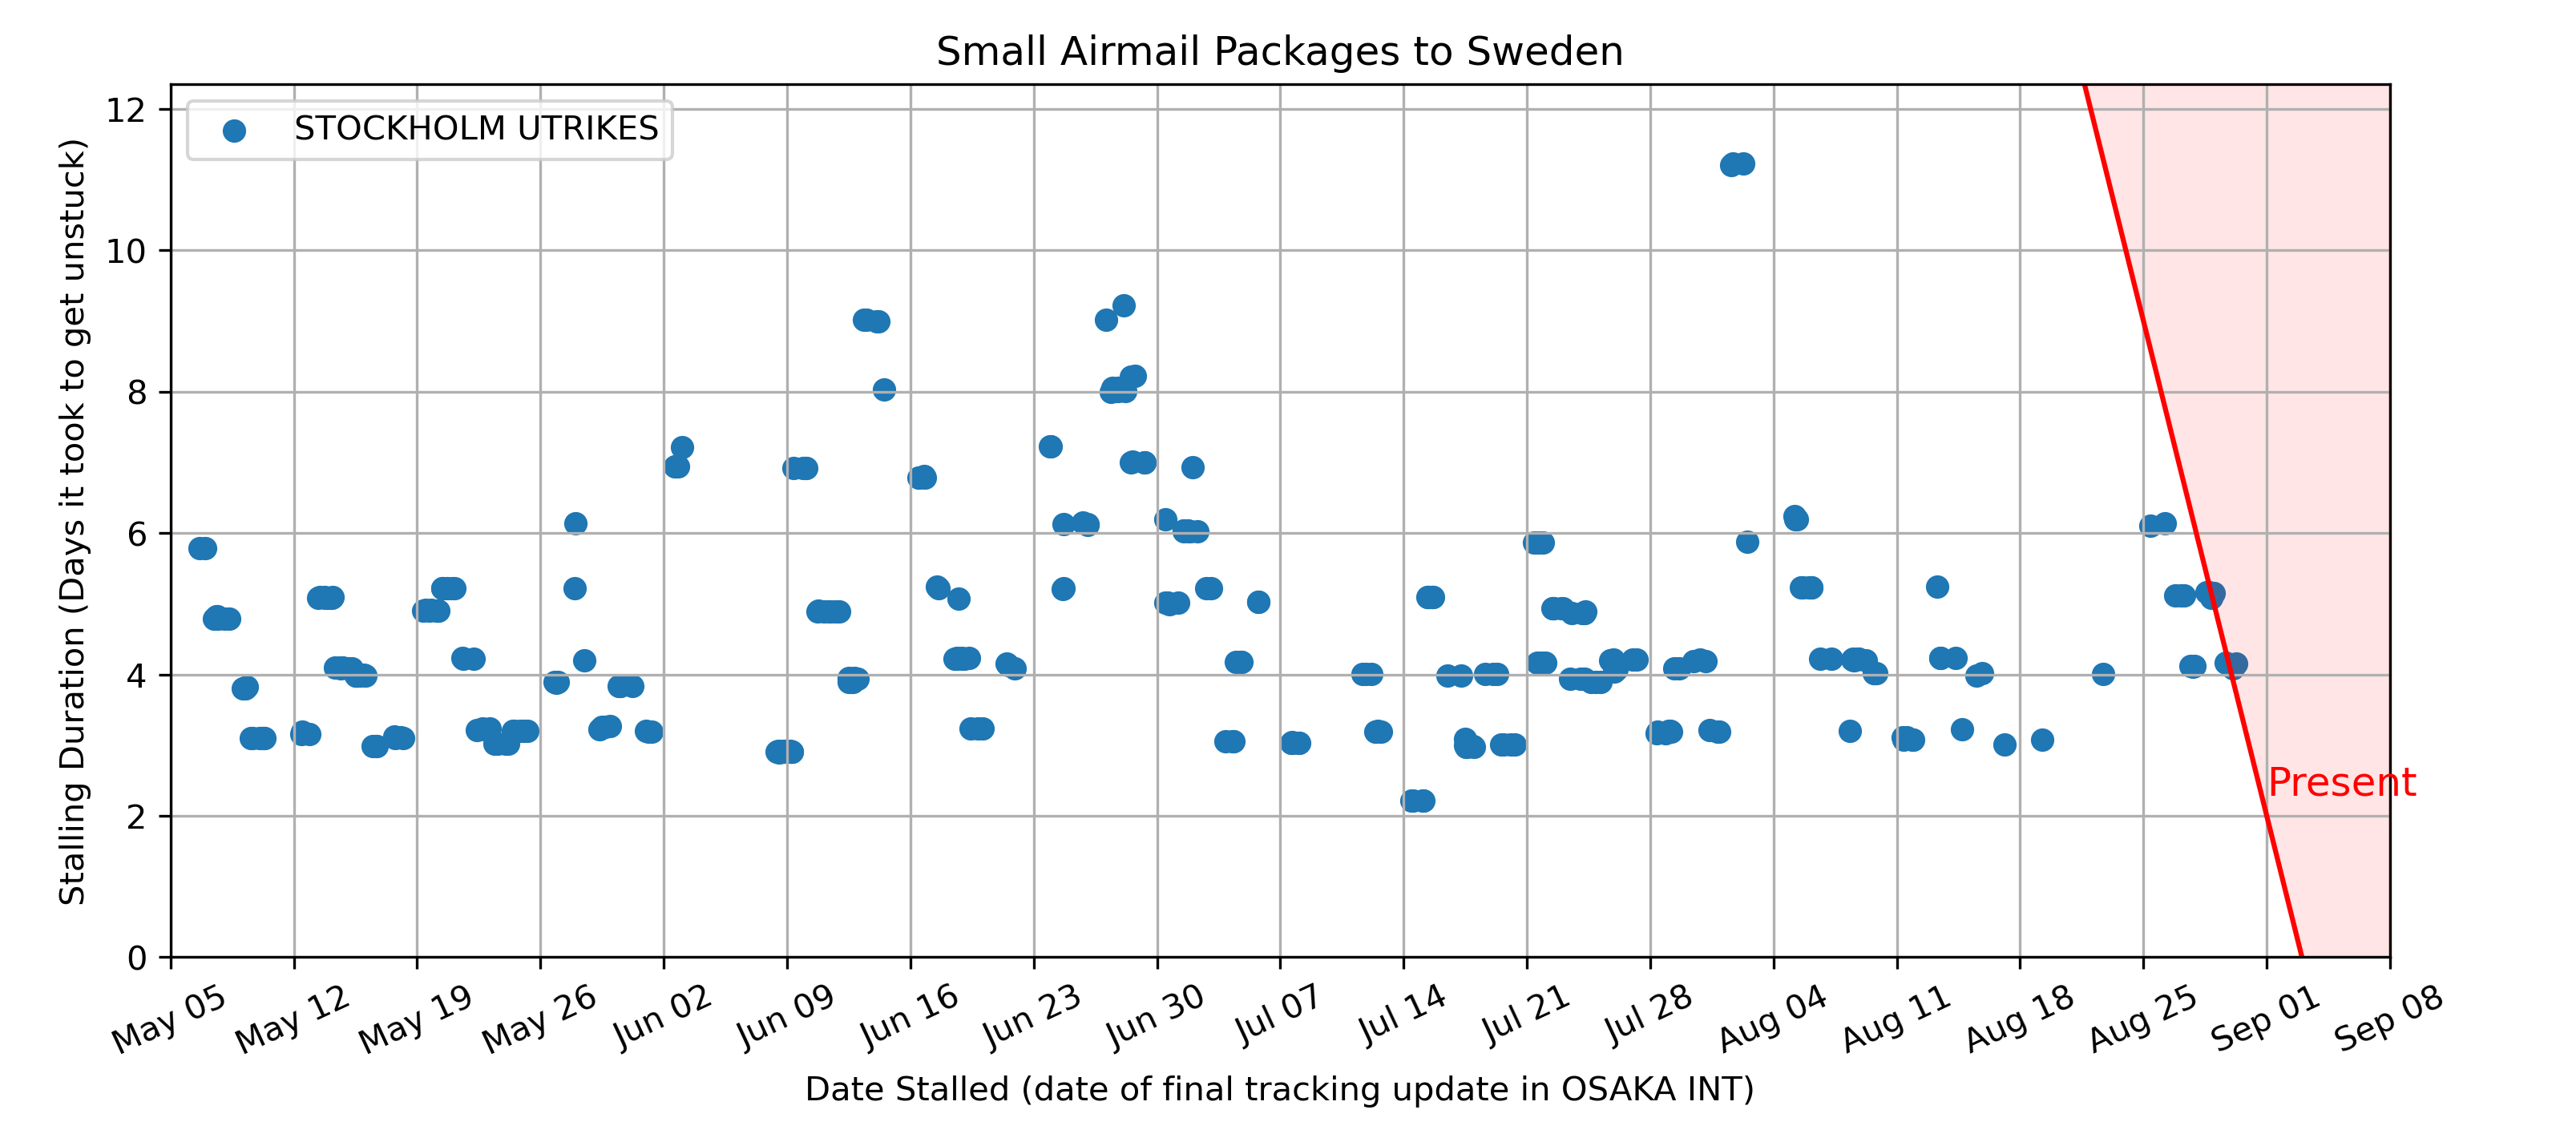 Small Airmail Packages to Sweden
STOCKHOLM UTRIKES
Stalling Duration (Days it took to get unstuck)
12
10
8
6
4
2
0
Present
May 05
May 12
May 19
May 26
Jun 02
Jun 09
Jun 16
Jun 23
Jun 30
Jul 07
Jul 14
Jul 21
Jul 28
Aug 04
Aug 11
Aug 18
Aug 25
Sep 01
Sep 08
Date Stalled (date of final tracking update in OSAKA INT)